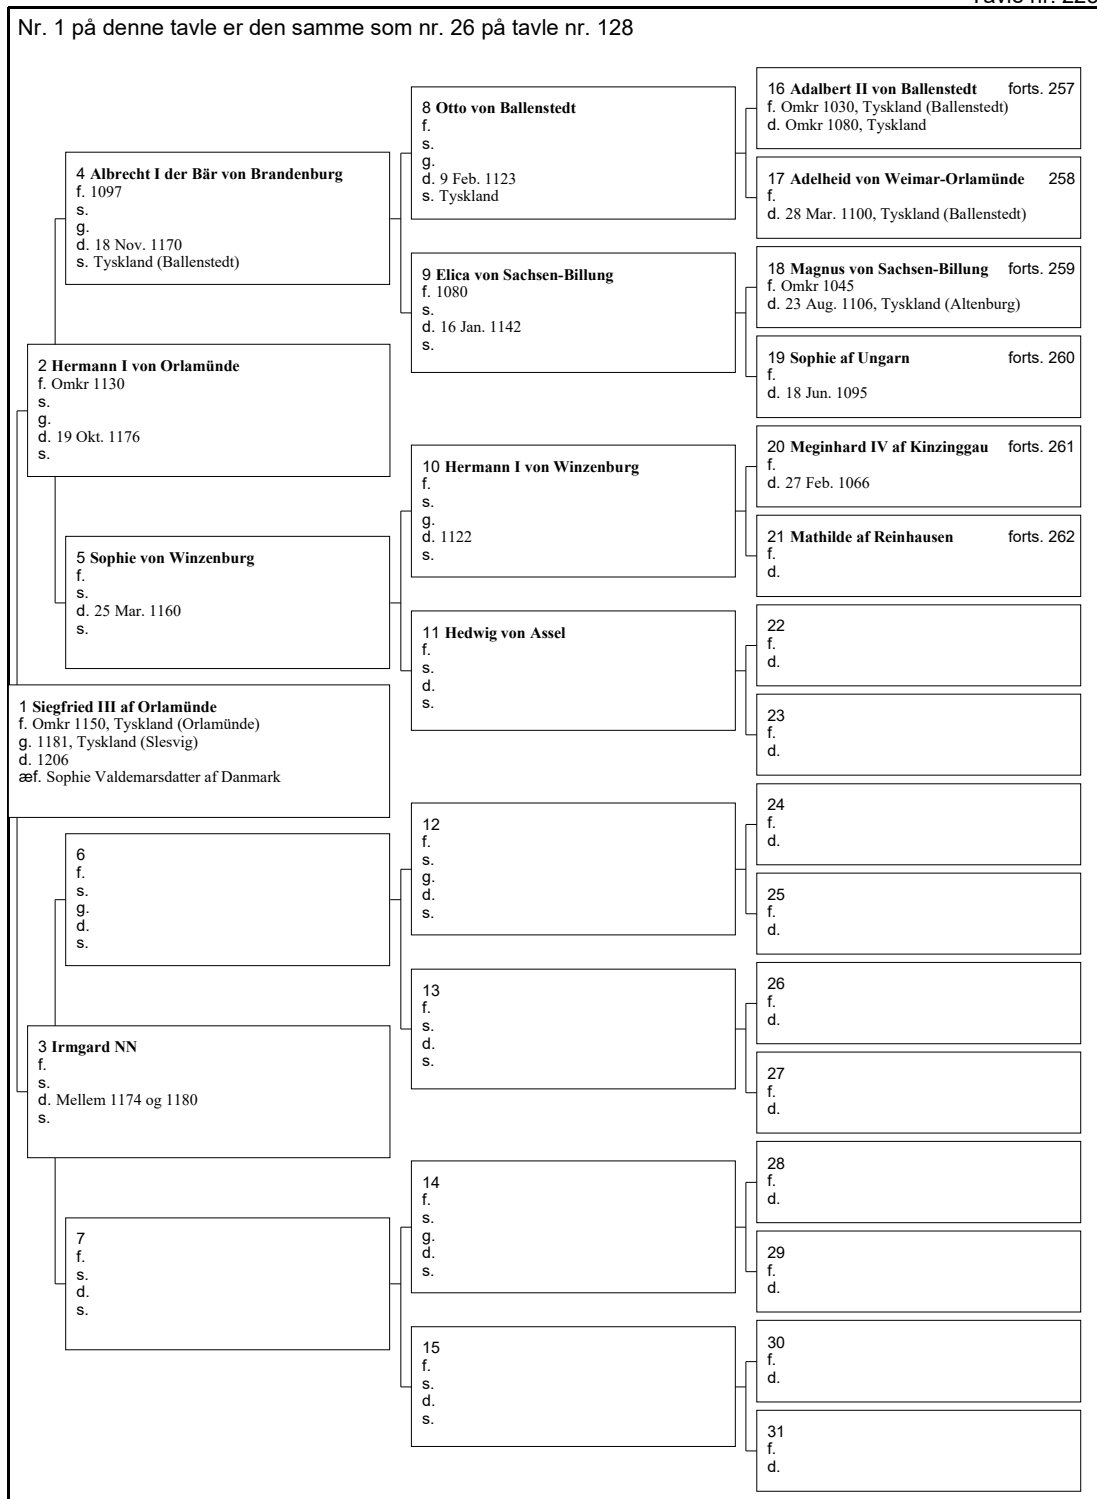 Nr. 1 på denne tavle er den samme som nr. 26 på tavle nr. 128
16 Adalbert II von Ballenstedt forts. 257
f. Omkr 1030, Tyskland (Ballenstedt)
d. Omkr 1080, Tyskland
8 Otto von Ballenstedt
f.
s.
g.
d. 9 Feb. 1123
s. Tyskland
17 Adelheid von Weimar-Orlamünde 258
f.
d. 28 Mar. 1100, Tyskland (Ballenstedt)
4 Albrecht I der Bär von Brandenburg
f. 1097
s.
g.
d. 18 Nov. 1170
s. Tyskland (Ballenstedt)
18 Magnus von Sachsen-Billung forts. 259
f. Omkr 1045
d. 23 Aug. 1106, Tyskland (Altenburg)
9 Elica von Sachsen-Billung
f. 1080
s.
d. 16 Jan. 1142
s.
19 Sophie af Ungarn forts. 260
f.
d. 18 Jun. 1095
2 Hermann I von Orlamünde
f. Omkr 1130
s.
g.
d. 19 Okt. 1176
s.
20 Meginhard IV af Kinzinggau forts. 261
f.
d. 27 Feb. 1066
10 Hermann I von Winzenburg
f.
s.
g.
d. 1122
s.
21 Mathilde af Reinhausen forts. 262
f.
d.
5 Sophie von Winzenburg
f.
s.
d. 25 Mar. 1160
s.
22
f.
d.
11 Hedwig von Assel
f.
s.
d.
s.
23
f.
d.
1 Siegfried III af Orlamünde
f. Omkr 1150, Tyskland (Orlamünde)
g. 1181, Tyskland (Slesvig)
d. 1206
æf. Sophie Valdemarsdatter af Danmark
24
f.
d.
12
f.
s.
g.
d.
s.
25
f.
d.
6
f.
s.
g.
d.
s.
26
f.
d.
13
f.
s.
d.
s.
27
f.
d.
3 Irmgard NN
f.
s.
d. Mellem 1174 og 1180
s.
28
f.
d.
14
f.
s.
g.
d.
s.
29
f.
d.
7
f.
s.
d.
s.
30
f.
d.
15
f.
s.
d.
s.
31
f.
d.